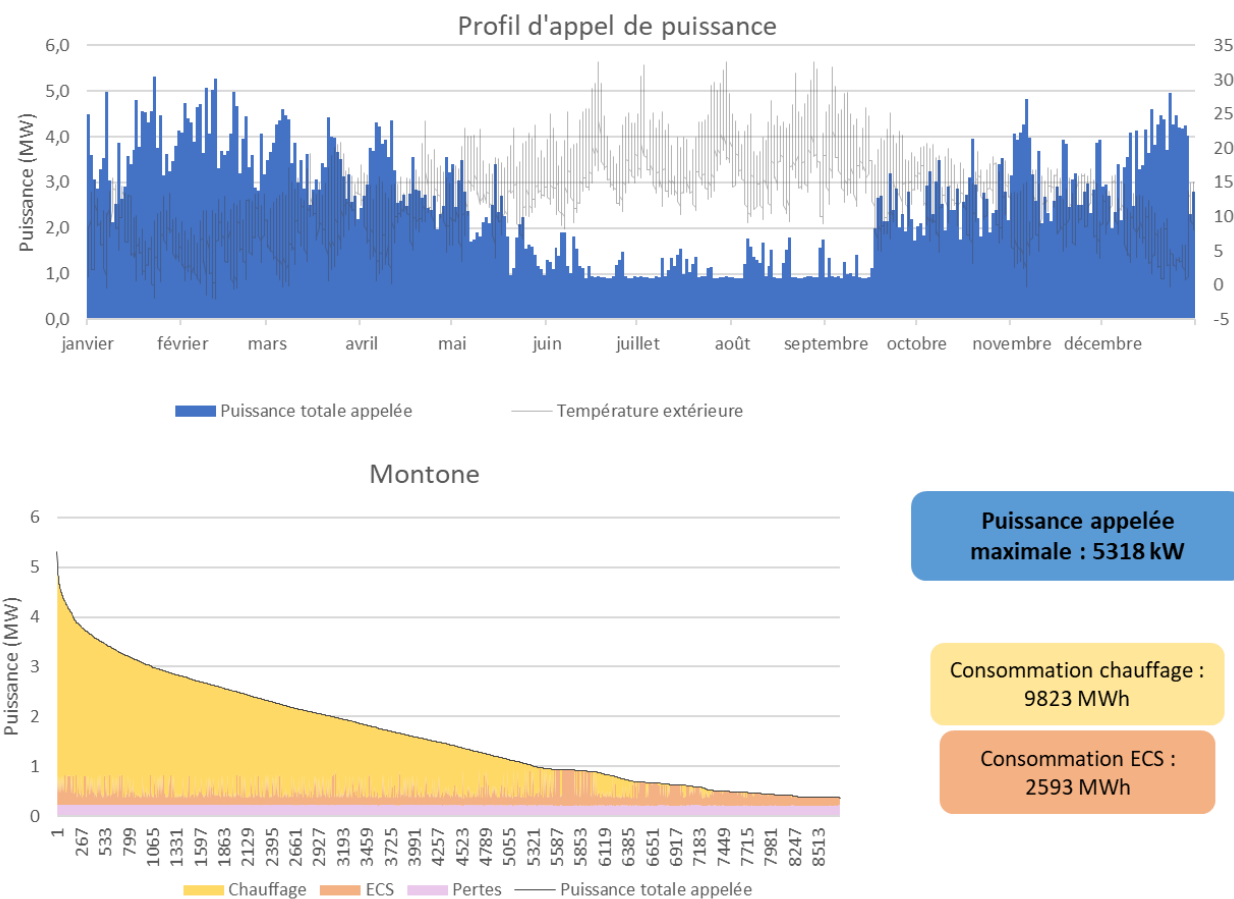 Profil d'appel de puissance
6,0
5,0
4,0
3,0
2,0
1,0
0,0
Puissance (MW)
35
30
25
20
15
10
5
0
-5
janvier février mars avril mai juin juillet août septembre octobre novembre décembre
Puissance totale appelée Température extérieure
Montone
6
5
4
3
2
1
0
Puissance (MW)
1 267 533 799 1065 1331 1597 1863 2129 2395 2661 2927 3193 3459 3725 3991 4257 4523 4789 5055 5321 5587 5853 6119 6385 6651 6917 7183 7449 7715 7981 8247 8513
Chauffage ECS Pertes Puissance totale appelée
Puissance appelée
maximale : 5318 kW
Consommation chauffage :
9823 MWh
Consommation ECS :
2593 MWh